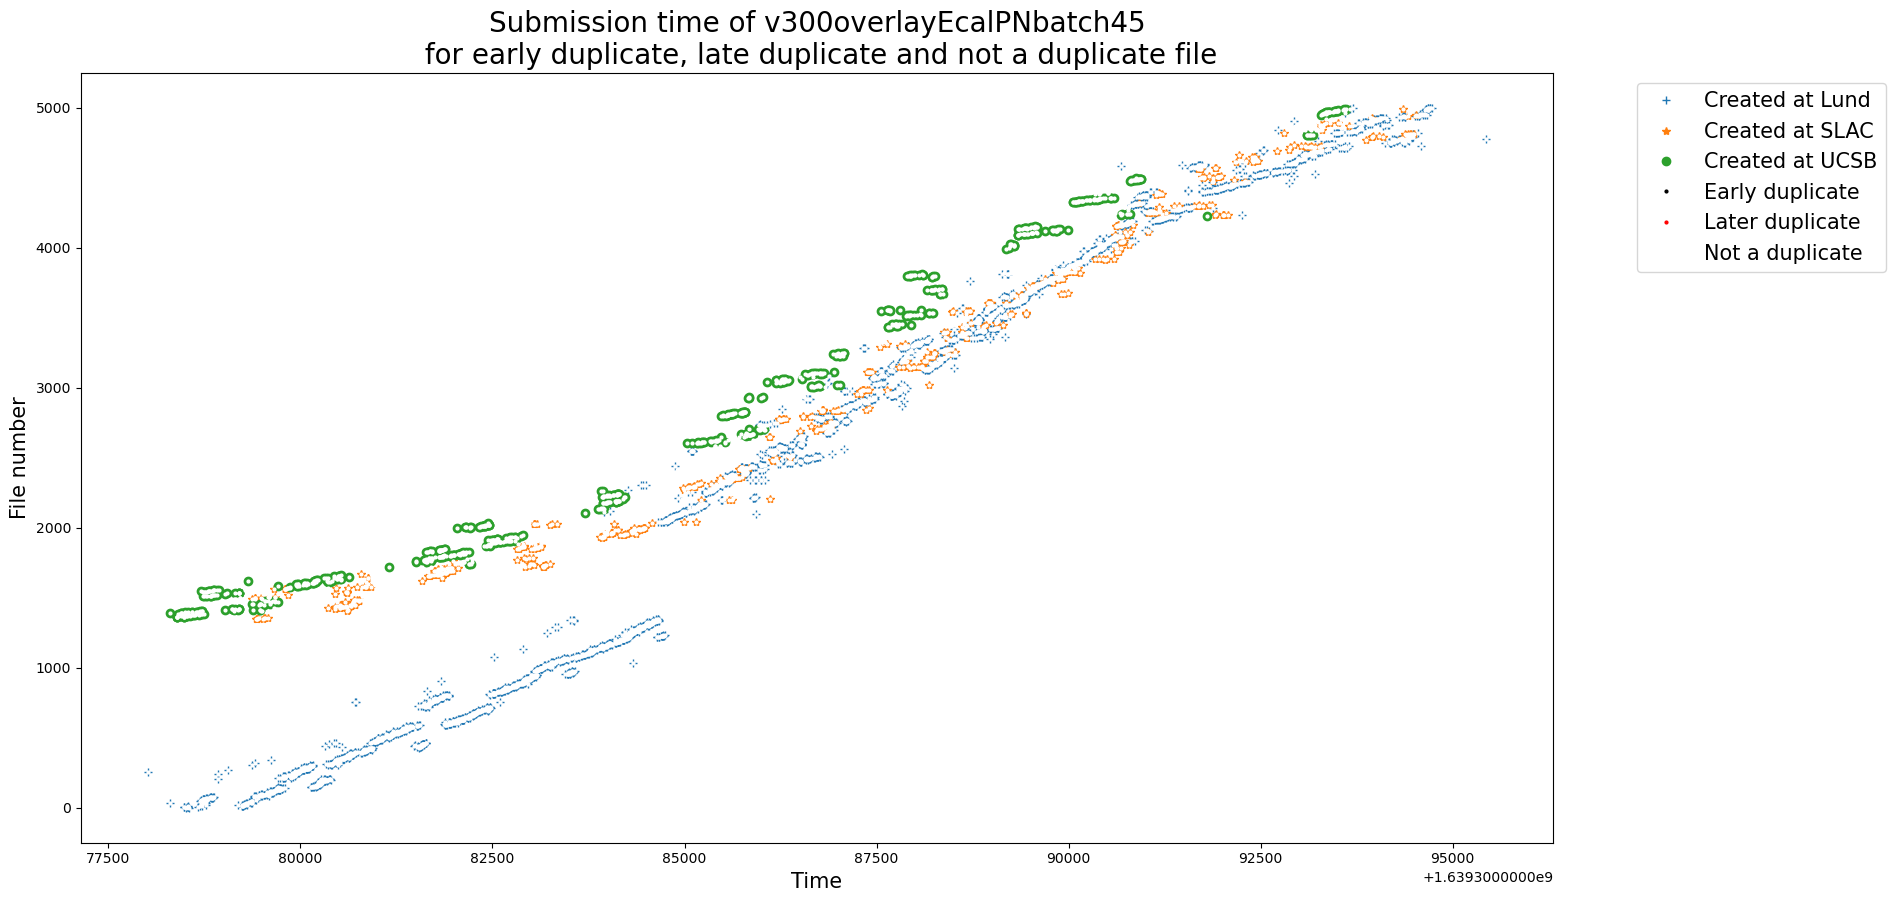 Submission time of v300overlayEcalPNbatch45
for early duplicate, late duplicate and not a duplicate file
Created at Lund
Created at SLAC
Created at UCSB
Early duplicate
Later duplicate
Not a duplicate
File number
5000
4000
3000
2000
1000
0
77500 80000 82500 85000 87500 90000 92500 95000
+1.6393000000e9
Time